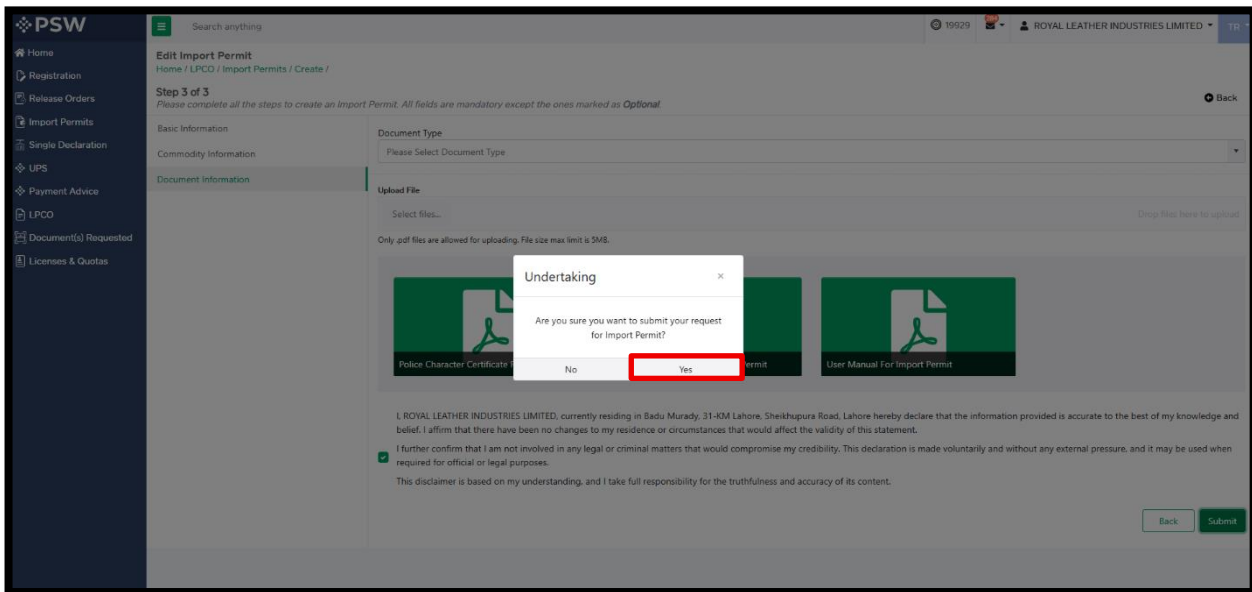 PSW
Search anything
19929
ROYAL LEATHER INDUSTRIES LIMITED
TR
Home
Registration
Release Orders
Import Permits
Single Declaration
UPS
Payment Advice
LPCO
Document(s) Requested
Licenses & Quotas
Edit Import Permit
Home / LPCO / Import Permits / Create /
Step 3 of 3
Please complete all the steps to create an Import Permit. All fields are mandatory except the ones marked as Optional.
Back
Basic Information
Commodity Information
Document Information
Document Type
Please Select Document Type
Upload File
Select files...
Drop files here to upload
Only .pdf files are allowed for uploading. File size max limit is 5MB.
Undertaking
×
Are you sure you want to submit your request
for Import Permit?
No
Yes
Police Character Certificate
ermit
User Manual For Import Permit
I, ROYAL LEATHER INDUSTRIES LIMITED, currently residing in Badu Murady, 31-KM Lahore, Sheikhupura Road, Lahore hereby declare that the information provided is accurate to the best of my knowledge and
belief. I affirm that there have been no changes to my residence or circumstances that would affect the validity of this statement.
I further confirm that I am not involved in any legal or criminal matters that would compromise my credibility. This declaration is made voluntarily and without any external pressure, and it may be used when
required for official or legal purposes.
This disclaimer is based on my understanding, and I take full responsibility for the truthfulness and accuracy of its content.
Back
Submit